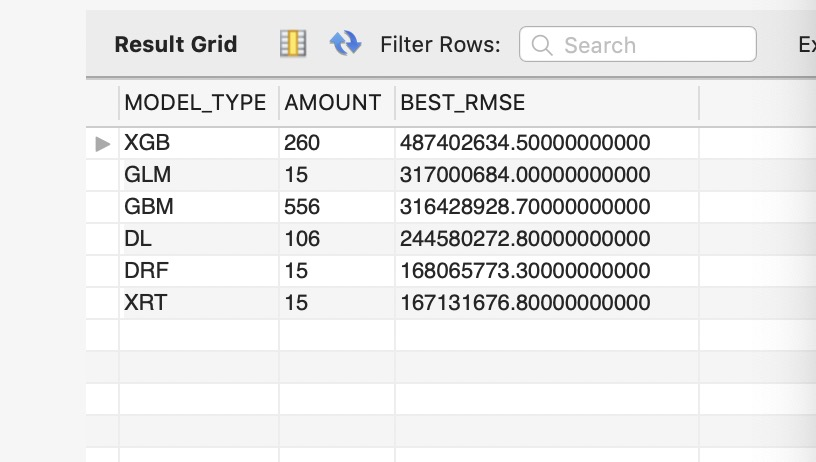 Result Grid Filter Rows: Search Ex
MODEL_TYPE AMOUNT BEST_RMSE
XGB 260 487402634.50000000000
GLM 15 317000684.00000000000
GBM 556 316428928.70000000000
DL 106 244580272.80000000000
DRF 15 168065773.30000000000
XRT 15 167131676.80000000000